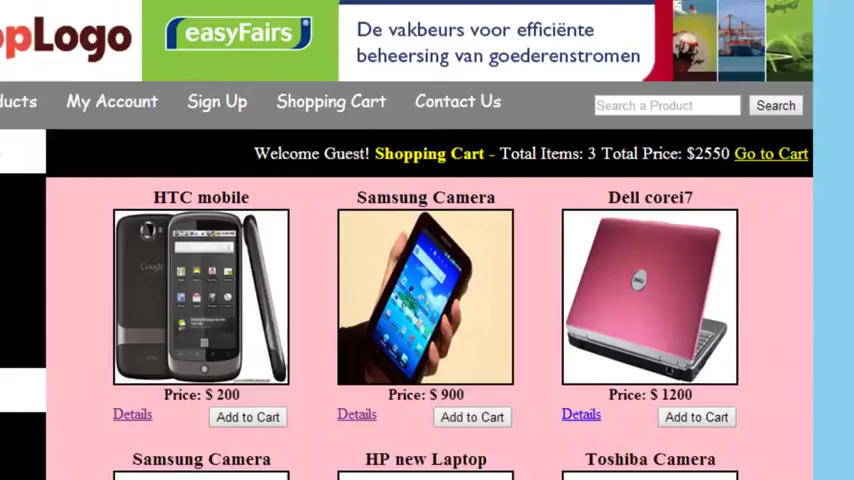 opLogo
easyFairs
De vakbeurs voor efficiënte
beheersing van goederenstromen
ducts My Account Sign Up Shopping Cart Contact Us Search a Product Search
Welcome Guest! Shopping Cart - Total Items: 3 Total Price: $2550 Go to Cart
HTC mobile Samsung Camera Dell corei7
Google
DELL
Price: $ 200 Price: $ 900 Price: $ 1200
Details Add to Cart Details Add to Cart Details Add to Cart
Samsung Camera HP new Laptop Toshiba Camera